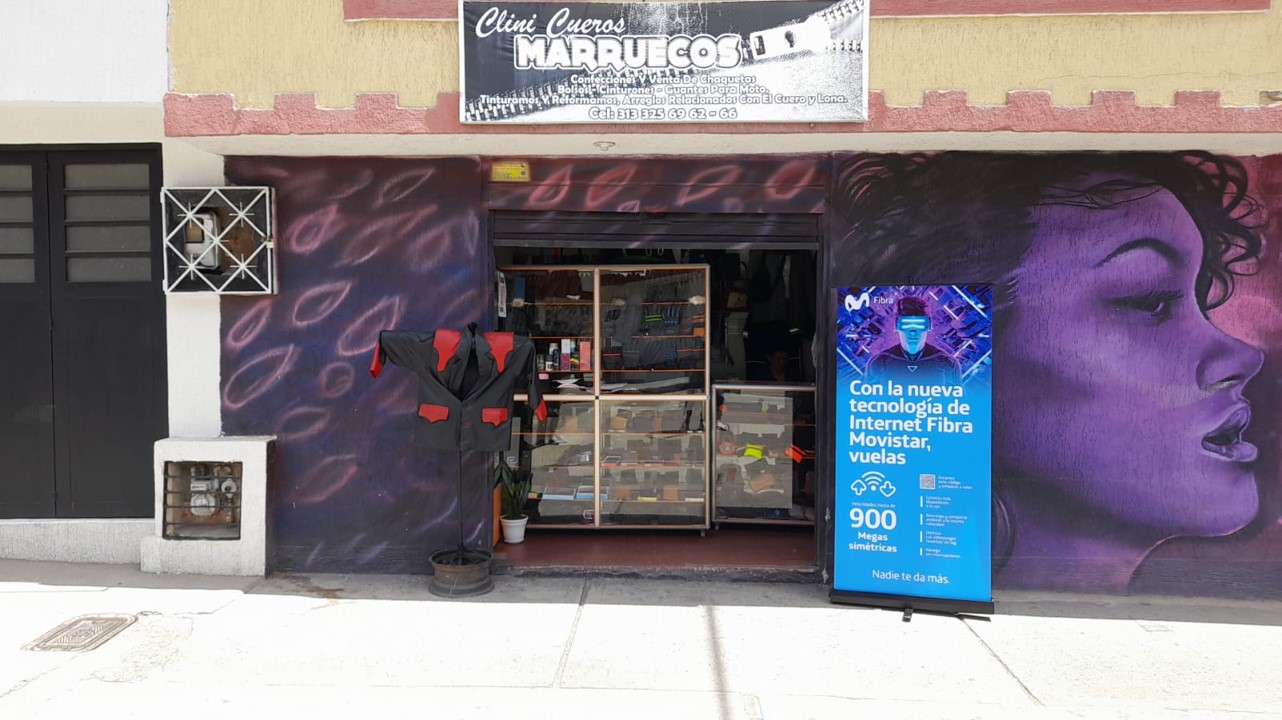 Clini Cueros
MARRUECOS
Confecciones Y Venta De Chaquetas
Bolsos - Cinturones - Guantes Para Moto.
Tinturamos Y Reformamos, Arreglos Relacionados Con El Cuero y Lona.
Cel: 313 325 69 62 - 66
Fibra
Con la nueva
tecnología de
Internet Fibra
Movistar,
vuelas
900
Megas
simétricas
Nadie te da más.